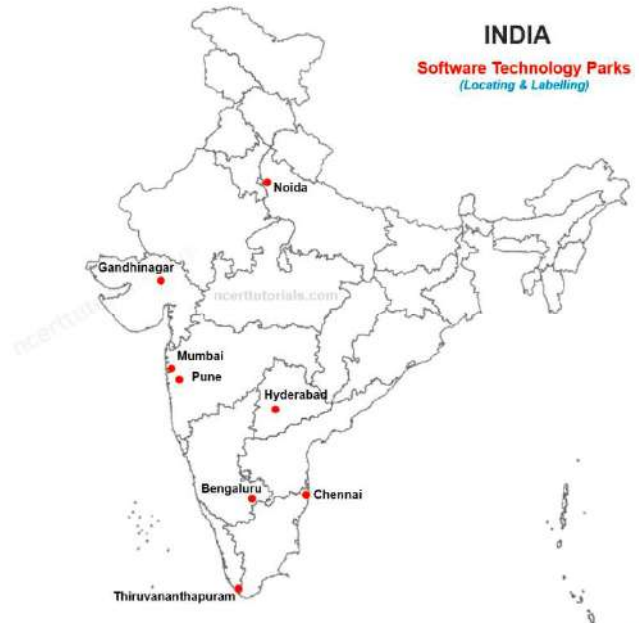 INDIA
Software Technology Parks
(Locating & Labelling)
Noida
Gandhinagar
ncerttutorials.com
Mumbai
Pune
Hyderabad
Bengaluru
Chennai
Thiruvananthapuram